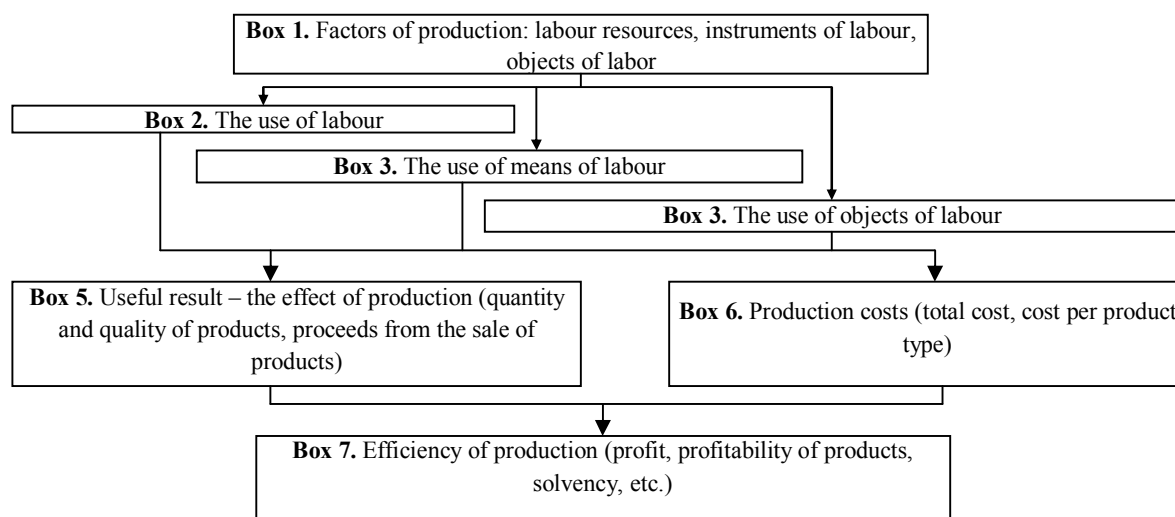 Box 1. Factors of production: labour resources, instruments of labour,
objects of labor
Box 2. The use of labour
Box 3. The use of means of labour
Box 3. The use of objects of labour
Box 5. Useful result – the effect of production (quantity
and quality of products, proceeds from the sale of
products)
Box 6. Production costs (total cost, cost per product
type)
Box 7. Efficiency of production (profit, profitability of products,
solvency, etc.)